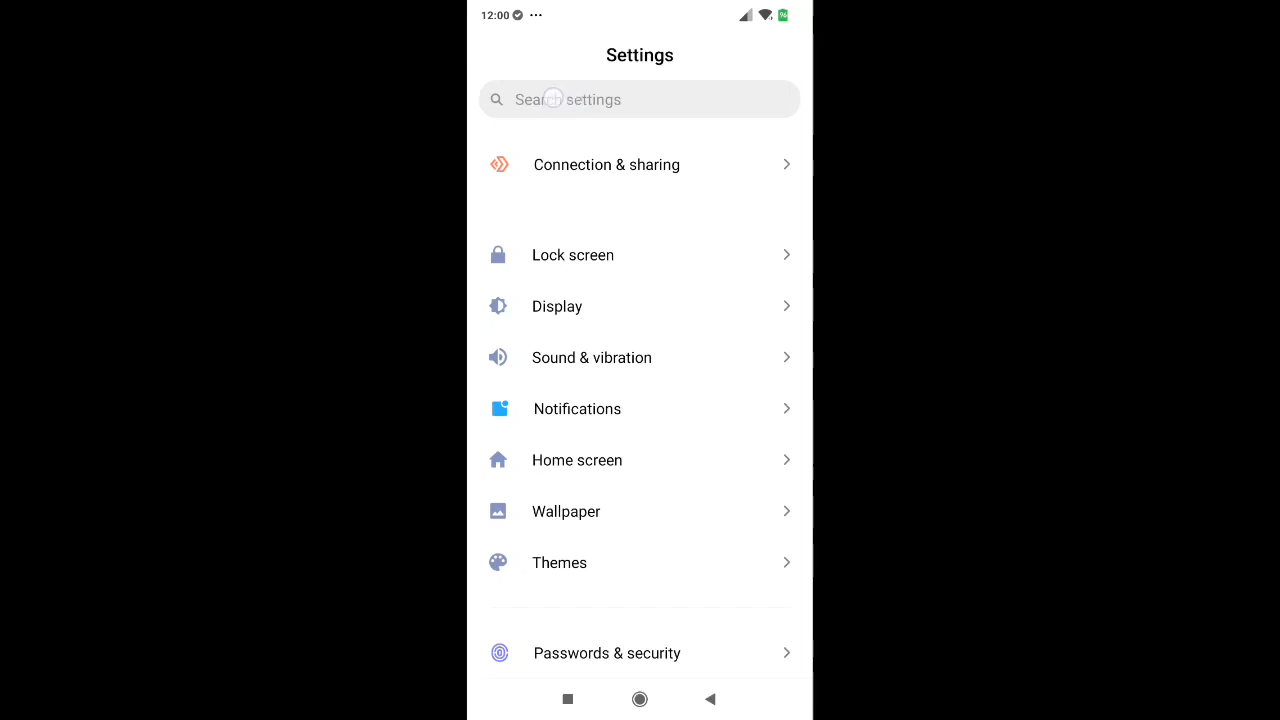 12:00
Settings
Search settings
Connection & sharing
Lock screen
Display
Sound & vibration
Notifications
Home screen
Wallpaper
Themes
Passwords & security